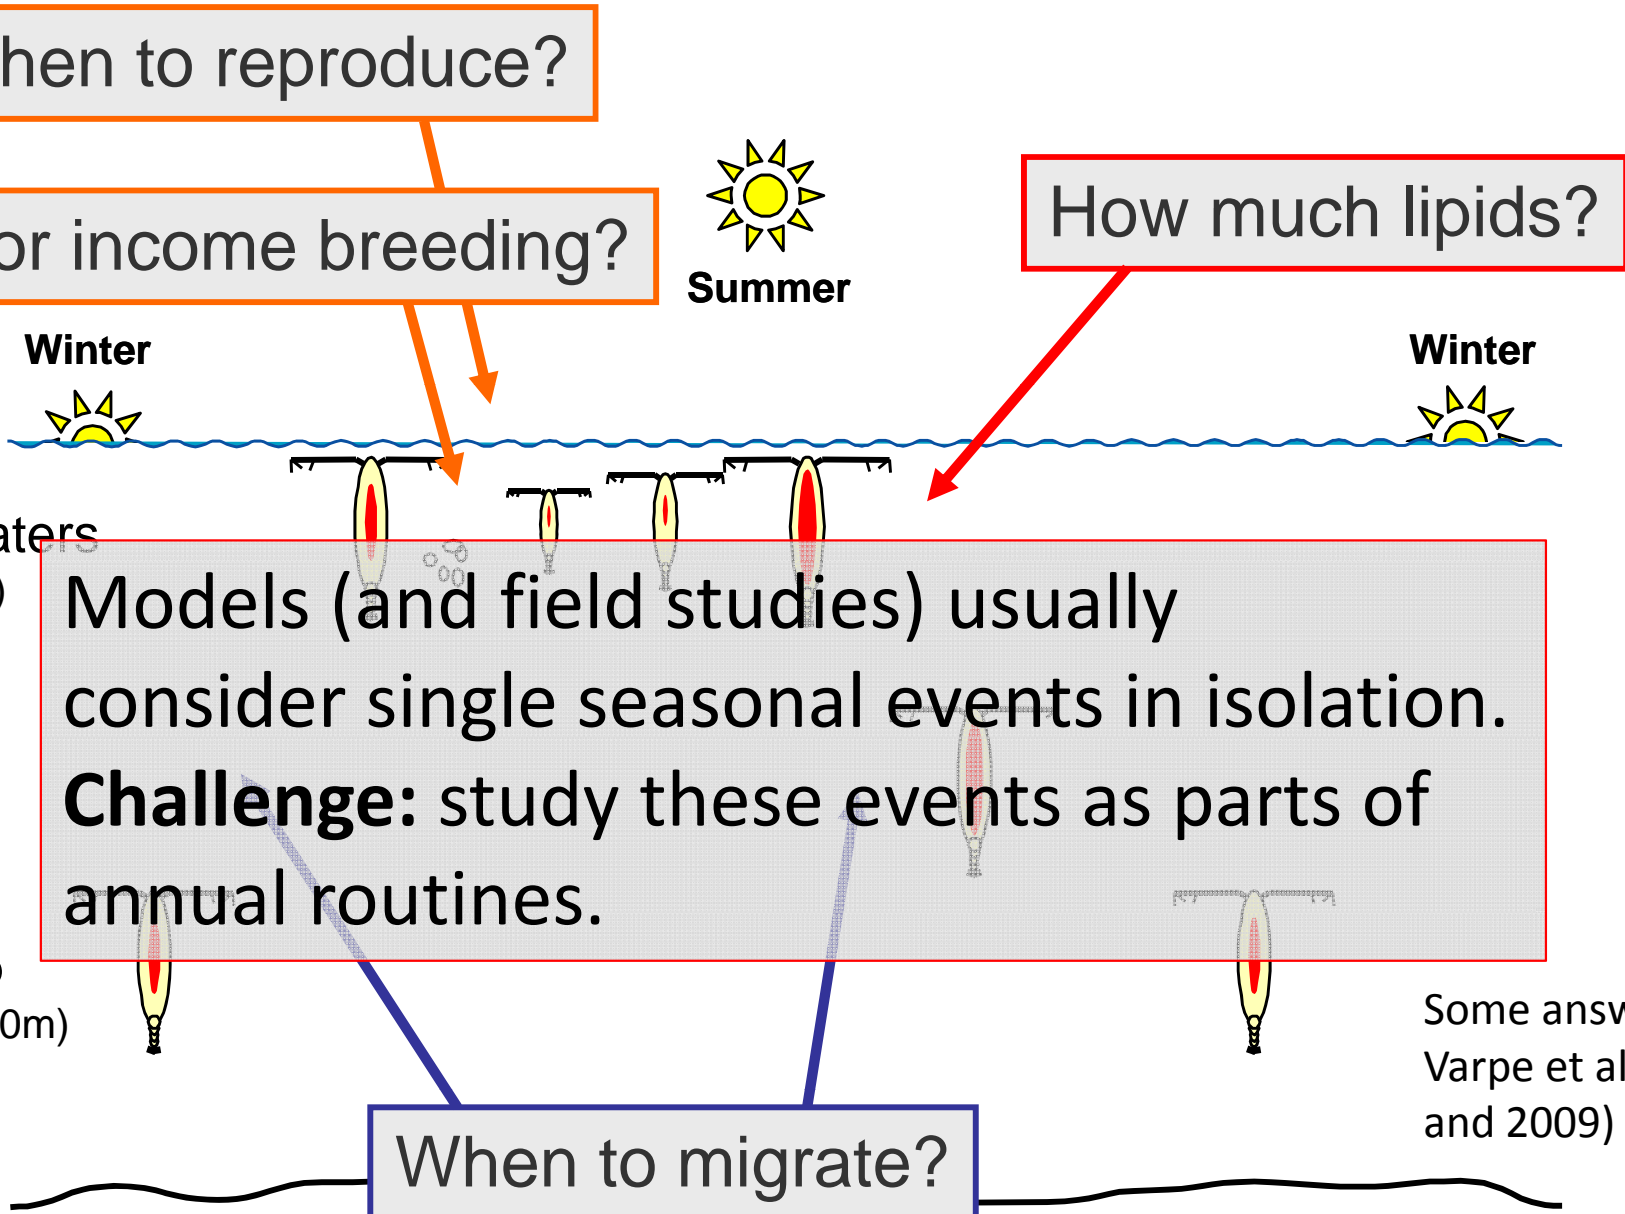 hen to reproduce?
or income breeding?
Summer
How much lipids?
Winter
Winter
aters
)
Models (and field studies) usually
consider single seasonal events in isolation.
Challenge: study these events as parts of
annual routines.
0m)
Some answ
Varpe et al
and 2009)
When to migrate?